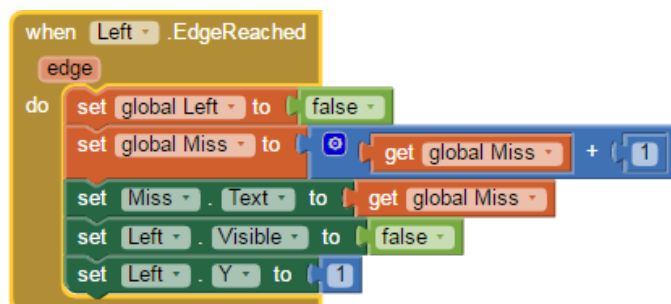 when Left .EdgeReached
edge
do set global Left to false
set global Miss to get global Miss + 1
set Miss . Text to get global Miss
set Left . Visible to false
set Left . Y to 1